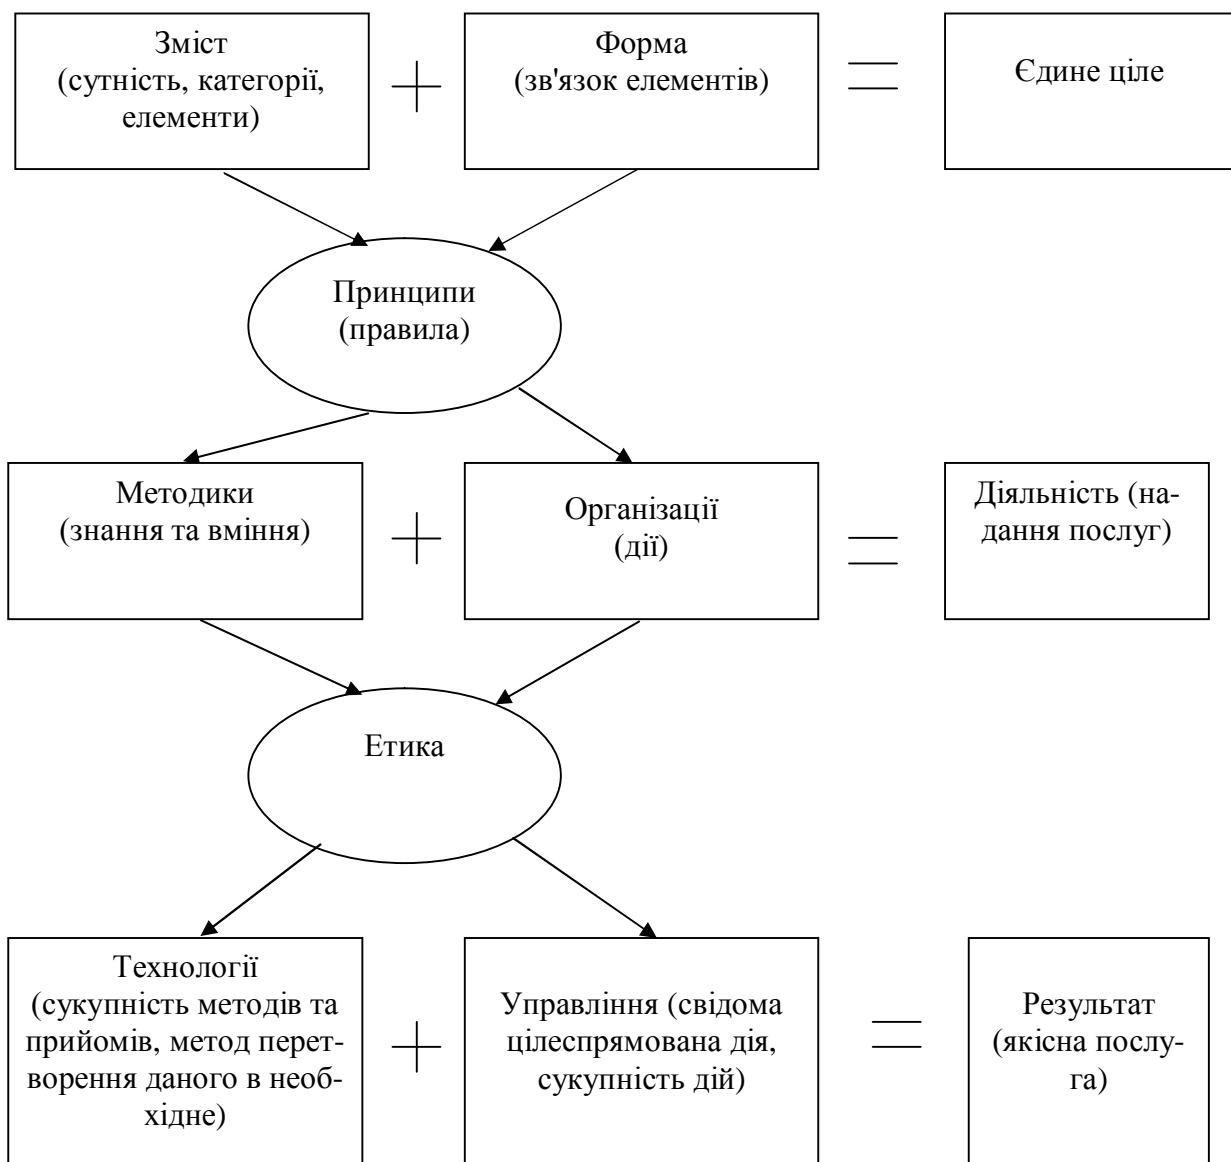 Зміст
(сутність, категорії,
елементи)
+
Форма
(зв'язок елементів)
=
Єдине ціле
Принципи
(правила)
Методики
(знання та вміння)
+
Організації
(дії)
=
Діяльність (на-
дання послуг)
Етика
Технології
(сукупність методів та
прийомів, метод перет-
ворення даного в необ-
хідне)
+
Управління (свідома
цілеспрямована дія,
сукупність дій)
=
Результат
(якісна послу-
га)